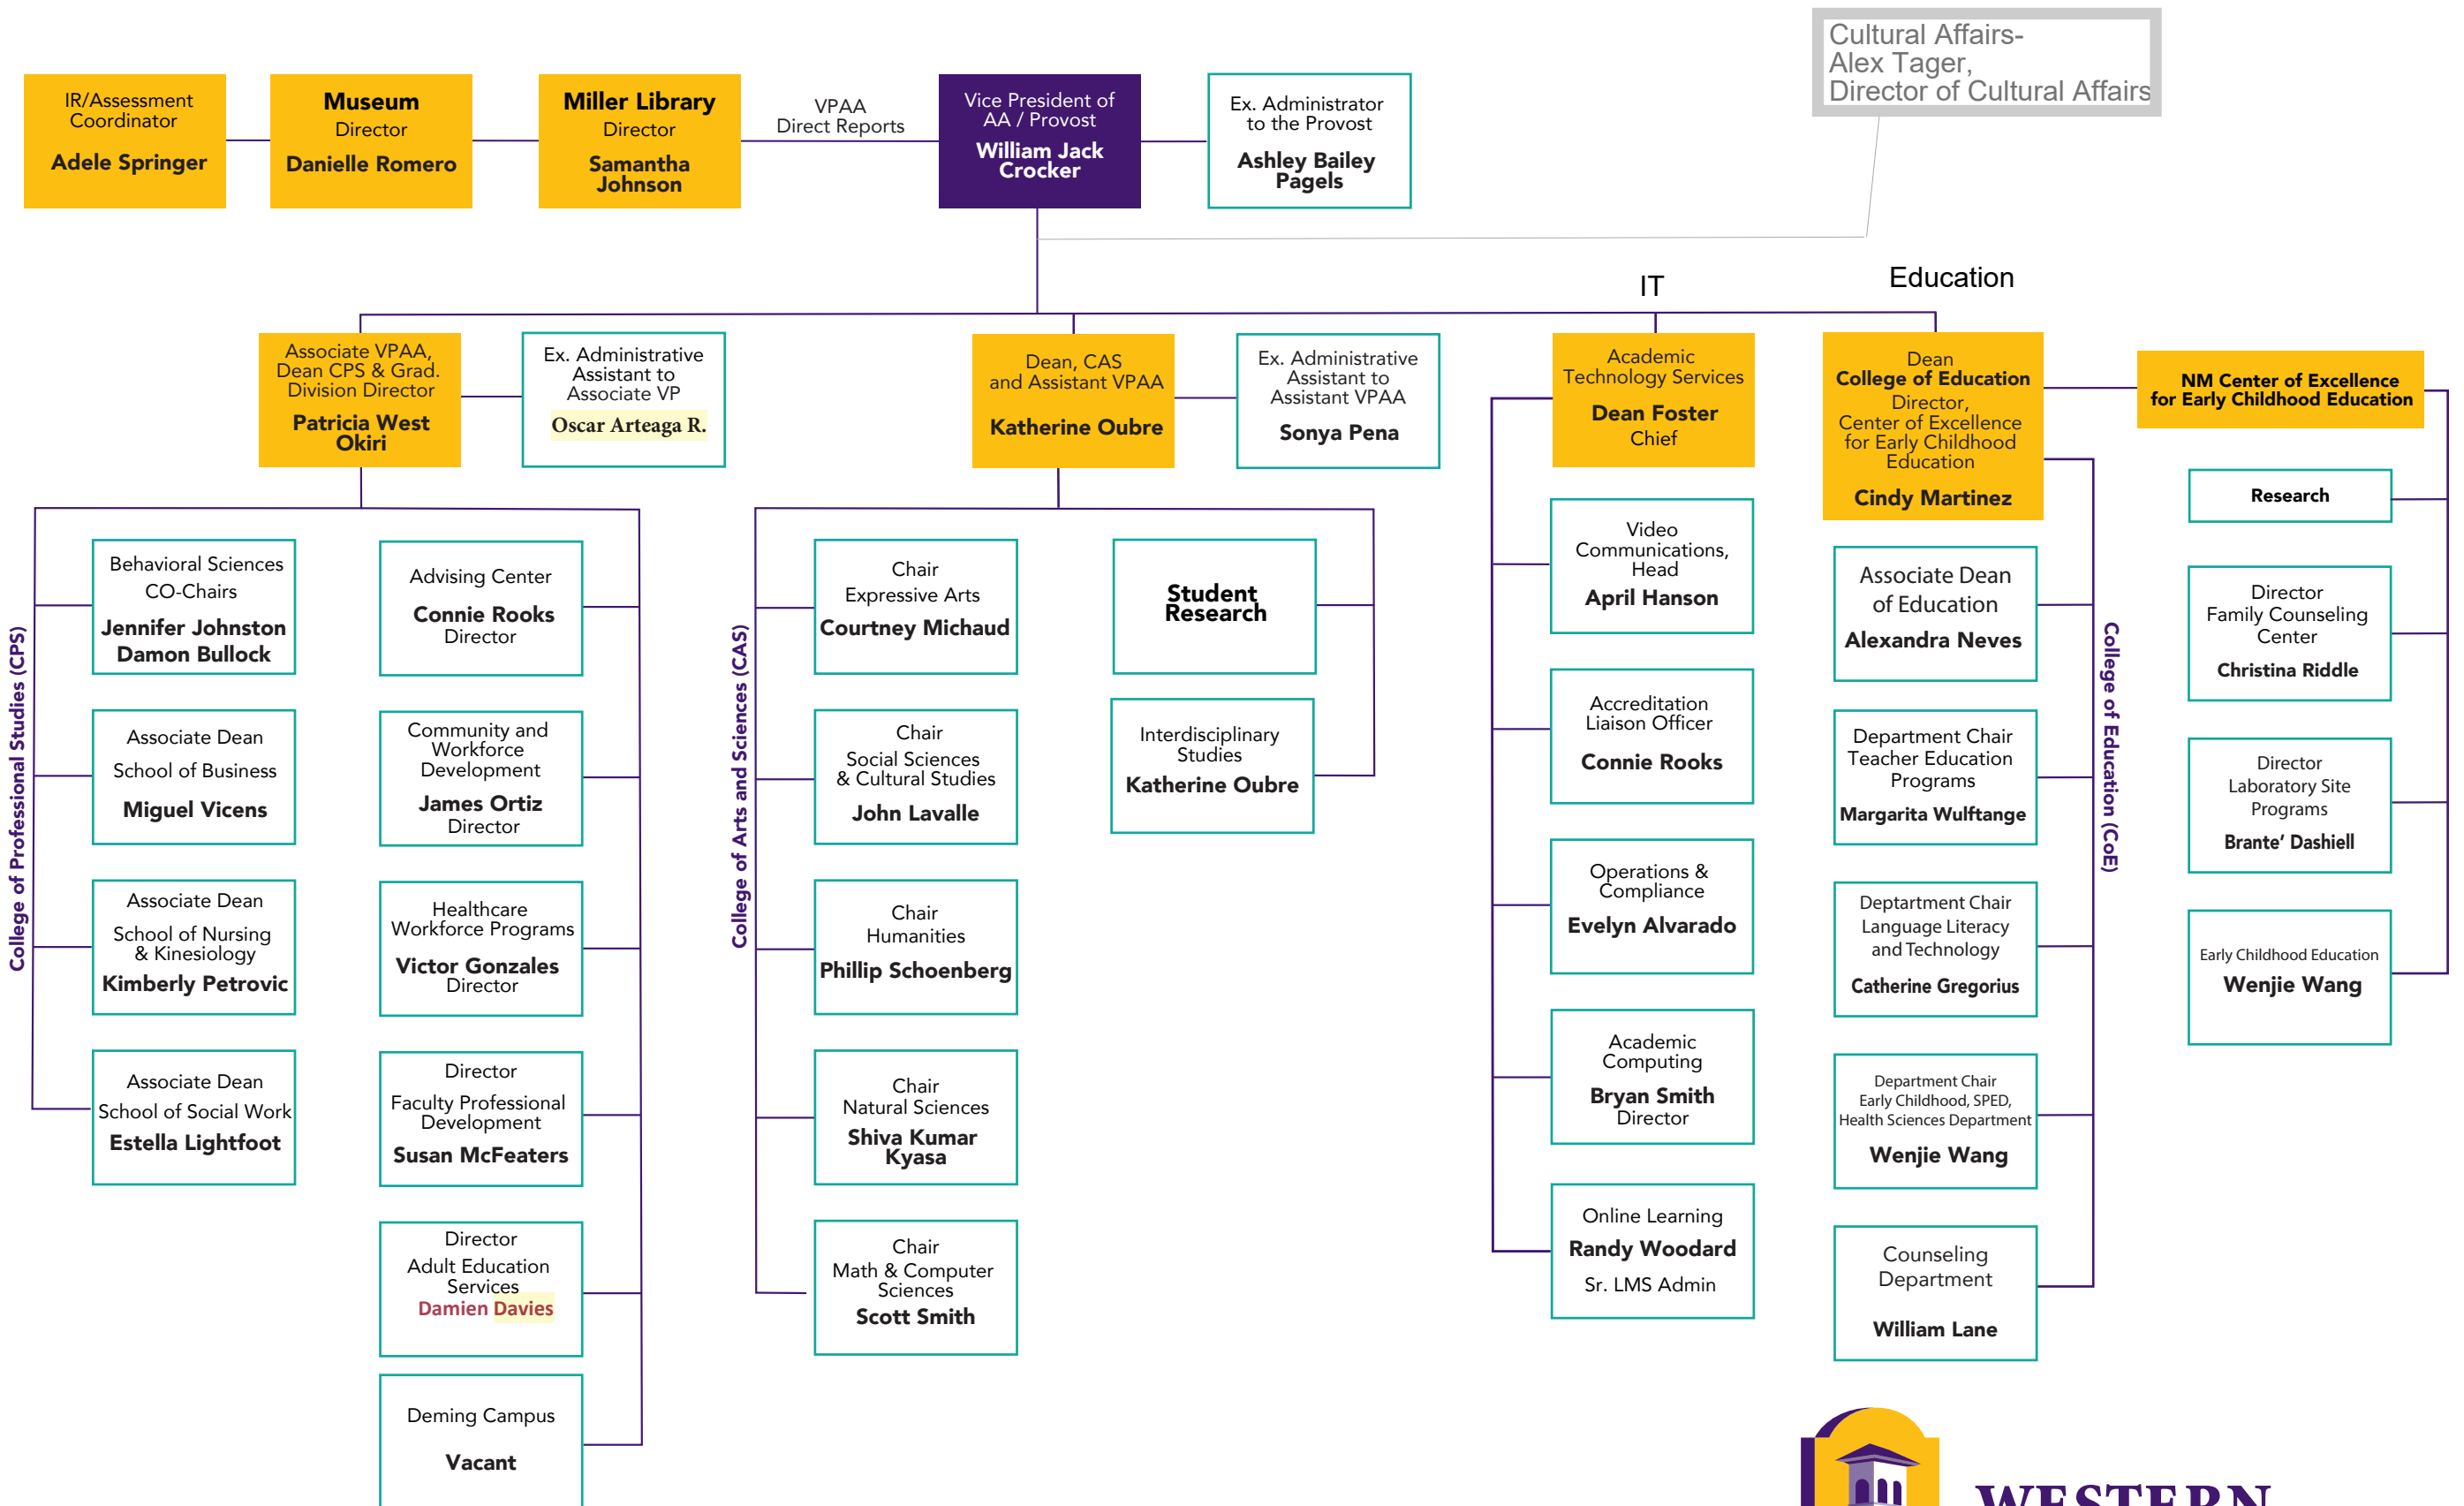 Cultural Affairs-
Alex Tager,
Director of Cultural Affairs
IR/Assessment
Coordinator
Adele Springer
Museum
Director
Danielle Romero
Miller Library
Director
Samantha
Johnson
VPAA
Direct Reports
Vice President of
AA / Provost
William Jack
Crocker
Ex. Administrator
to the Provost
Ashley Bailey
Pagels
IT
Education
Associate VPAA,
Dean CPS & Grad.
Division Director
Patricia West
Okiri
Ex. Administrative
Assistant to
Associate VP
Oscar Arteaga R.
Dean, CAS
and Assistant VPAA
Katherine Oubre
Ex. Administrative
Assistant to
Assistant VPAA
Sonya Pena
Academic
Technology Services
Dean Foster
Chief
Dean
College of Education
Director,
Center of Excellence
for Early Childhood
Education
Cindy Martinez
NM Center of Excellence
for Early Childhood Education
College of Professional Studies (CPS)
Behavioral Sciences
CO-Chairs
Jennifer Johnston
Damon Bullock
Associate Dean
School of Business
Miguel Vicens
Associate Dean
School of Nursing
& Kinesiology
Kimberly Petrovic
Associate Dean
School of Social Work
Estella Lightfoot
Advising Center
Connie Rooks
Director
Community and
Workforce
Development
James Ortiz
Director
Healthcare
Workforce Programs
Victor Gonzales
Director
Director
Faculty Professional
Development
Susan McFeaters
Director
Adult Education
Services
Damien Davies
Deming Campus
Vacant
College of Arts and Sciences (CAS)
Chair
Expressive Arts
Courtney Michaud
Chair
Social Sciences
& Cultural Studies
John Lavalle
Chair
Humanities
Phillip Schoenberg
Chair
Natural Sciences
Shiva Kumar
Kyasa
Chair
Math & Computer
Sciences
Scott Smith
Student
Research
Interdisciplinary
Studies
Katherine Oubre
Video
Communications,
Head
April Hanson
Accreditation
Liaison Officer
Connie Rooks
Operations &
Compliance
Evelyn Alvarado
Academic
Computing
Bryan Smith
Director
Online Learning
Randy Woodard
Sr. LMS Admin
Associate Dean
of Education
Alexandra Neves
Department Chair
Teacher Education
Programs
Margarita Wulftange
Deptartment Chair
Language Literacy
and Technology
Catherine Gregorius
Department Chair
Early Childhood, SPED,
Health Sciences Department
Wenjie Wang
Counseling
Department
William Lane
College of Education (CoE)
Research
Director
Family Counseling
Center
Christina Riddle
Director
Laboratory Site
Programs
Brante’ Dashiell
Early Childhood Education
Wenjie Wang
WESTERN